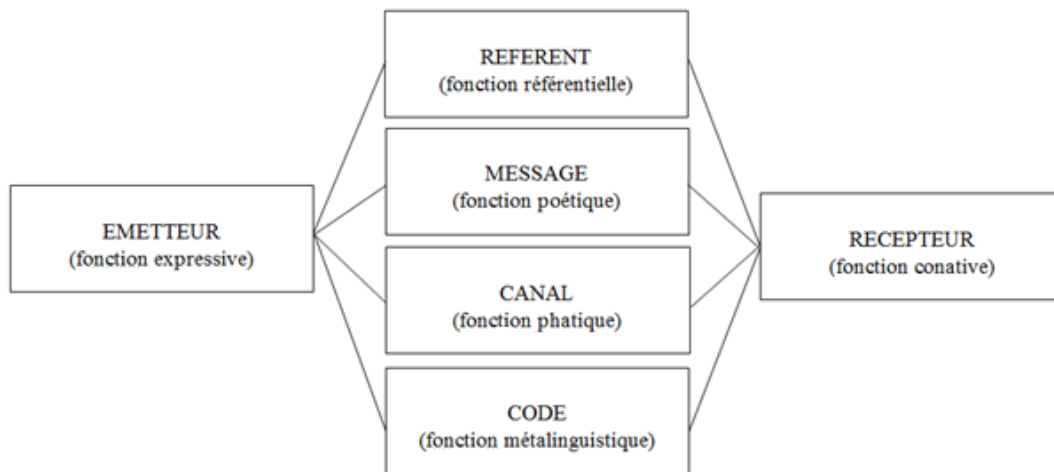 REFERENT
(fonction référentielle)
MESSAGE
(fonction poétique)
EMETTEUR
(fonction expressive)
RECEPTEUR
(fonction conative)
CANAL
(fonction phatique)
CODE
(fonction métalinguistique)